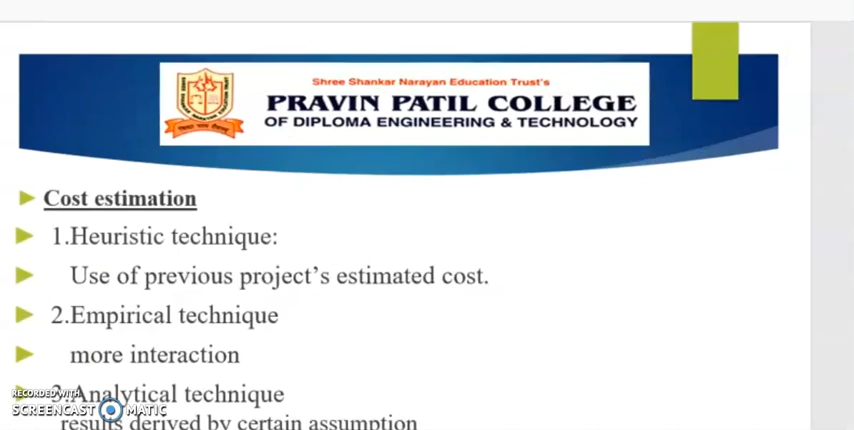 Shree Shankar Narayan Education Trust's
PRAVIN PATIL COLLEGE
OF DIPLOMA ENGINEERING & TECHNOLOGY
Cost estimation
1.Heuristic technique:
Use of previous project's estimated cost.
2.Empirical technique
more interaction
3.Analytical technique
results derived by certain assumption
RECORDED WITH
SCREENCAST MATIC